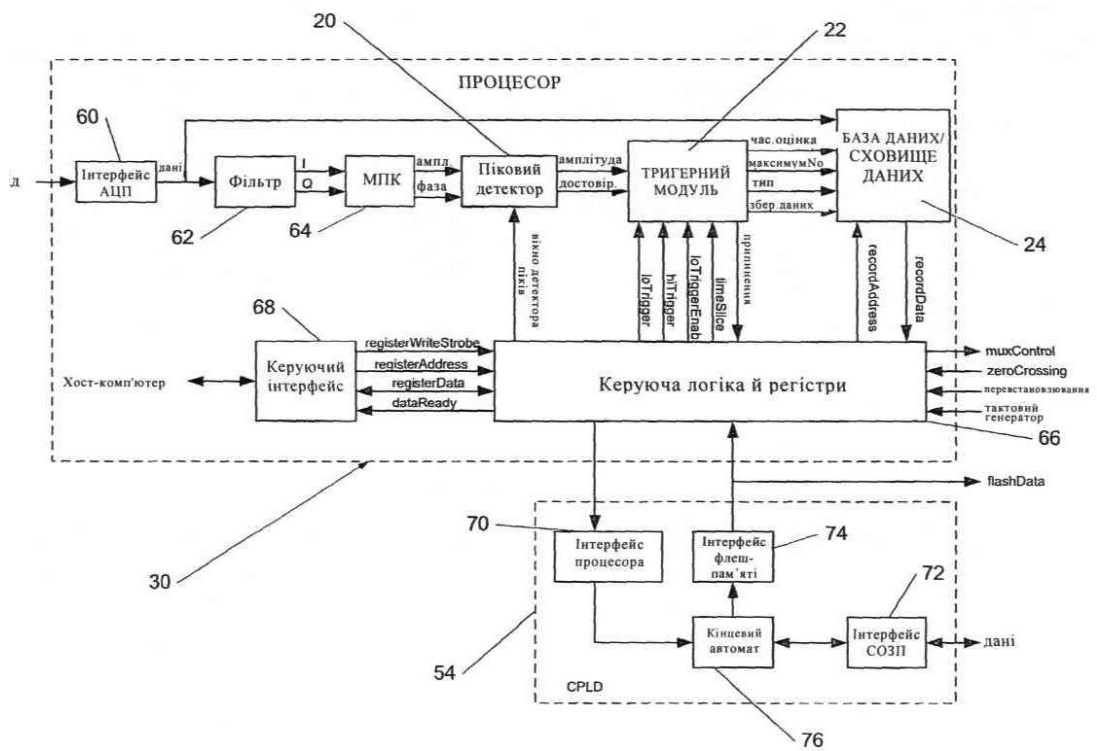 20
22
ПРОЦЕСОР
60
Інтерфейс
АЦП
дані
Фільтр
62
I
Q
МПК
64
ампл.
фаза
Піковий
детектор
амплітуда
достовір.
ТРИГЕРНИЙ
МОДУЛЬ
час.оцінка
максимумNo
тип
збер.даних
БАЗА ДАНИХ/
СХОВИЩЕ
ДАНИХ
24
д
вікно детектора
піків
loTrigger
hiTrigger
loTriggerEnab
timeSlice
припинення
recordAddress
recordData
68
Хост-комп'ютер
Керуючий
інтерфейс
registerWriteStrobe
registerAddress
registerData
dataReady
Керуюча логіка й регістри
muxControl
zeroCrossing
перевстановлювання
тактовий
генератор
66
flashData
30
70
Інтерфейс
процесора
Інтерфейс
флеш-
пам'яті
74
72
Кінцевий
автомат
Інтерфейс
СОЗП
дані
54
CPLD
76